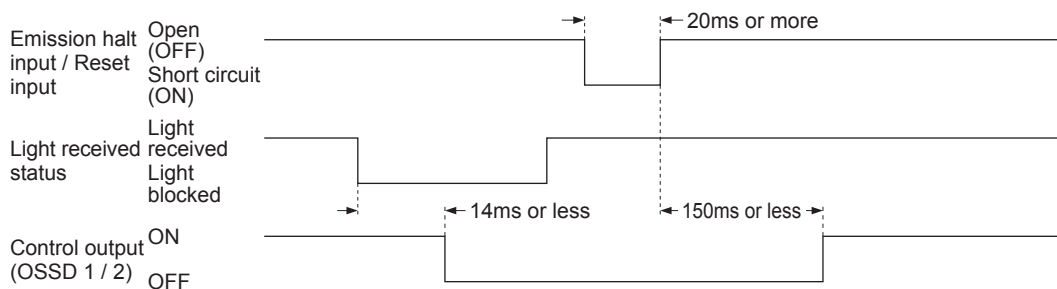 20ms or more
Emission halt
input / Reset
input
Open
(OFF)
Short circuit
(ON)
Light received
status
Light
received
Light
blocked
14ms or less
150ms or less
Control output
(OSSD 1 / 2)
ON
OFF